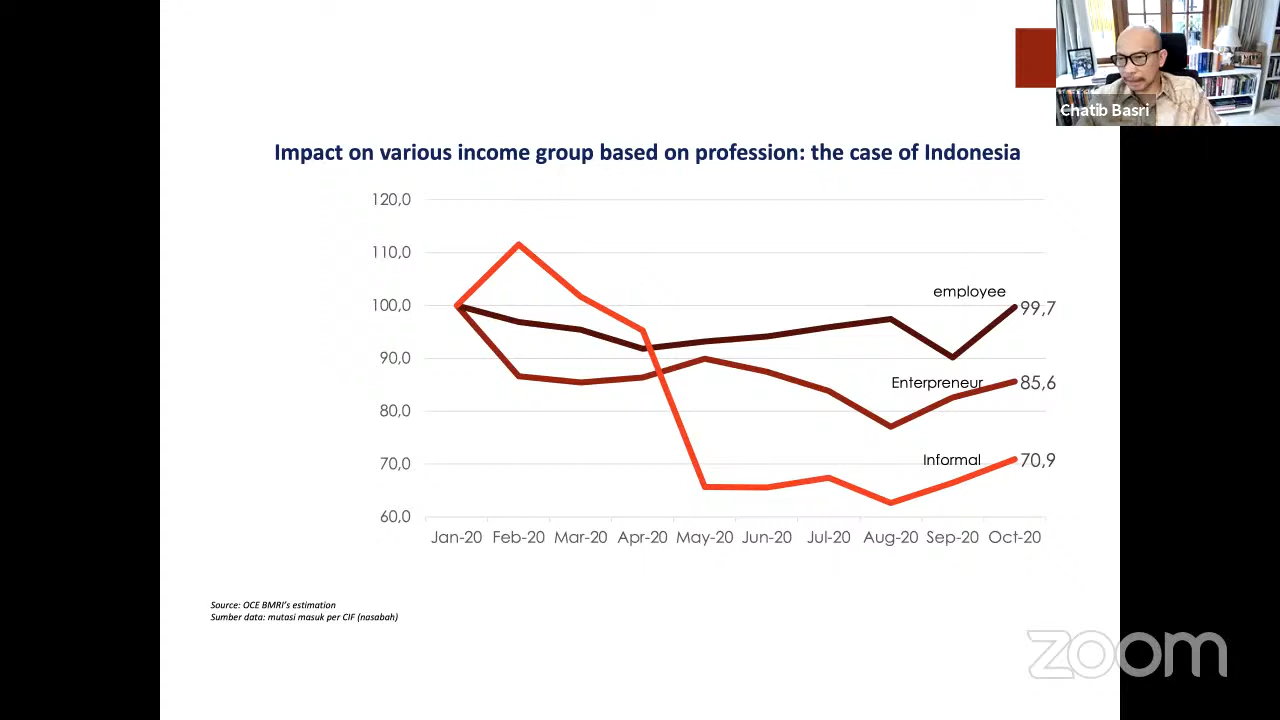 Chatib Basri
Impact on various income group based on profession: the case of Indonesia
120,0
110,0
100,0
90,0
80,0
70,0
60,0
employee
99,7
Enterpreneur
85,6
Informal
70,9
Jan-20 Feb-20 Mar-20 Apr-20 May-20 Jun-20 Jul-20 Aug-20 Sep-20 Oct-20
Source: OCE BMRI's estimation
Sumber data: mutasi masuk per CIF (nasabah)
zoom